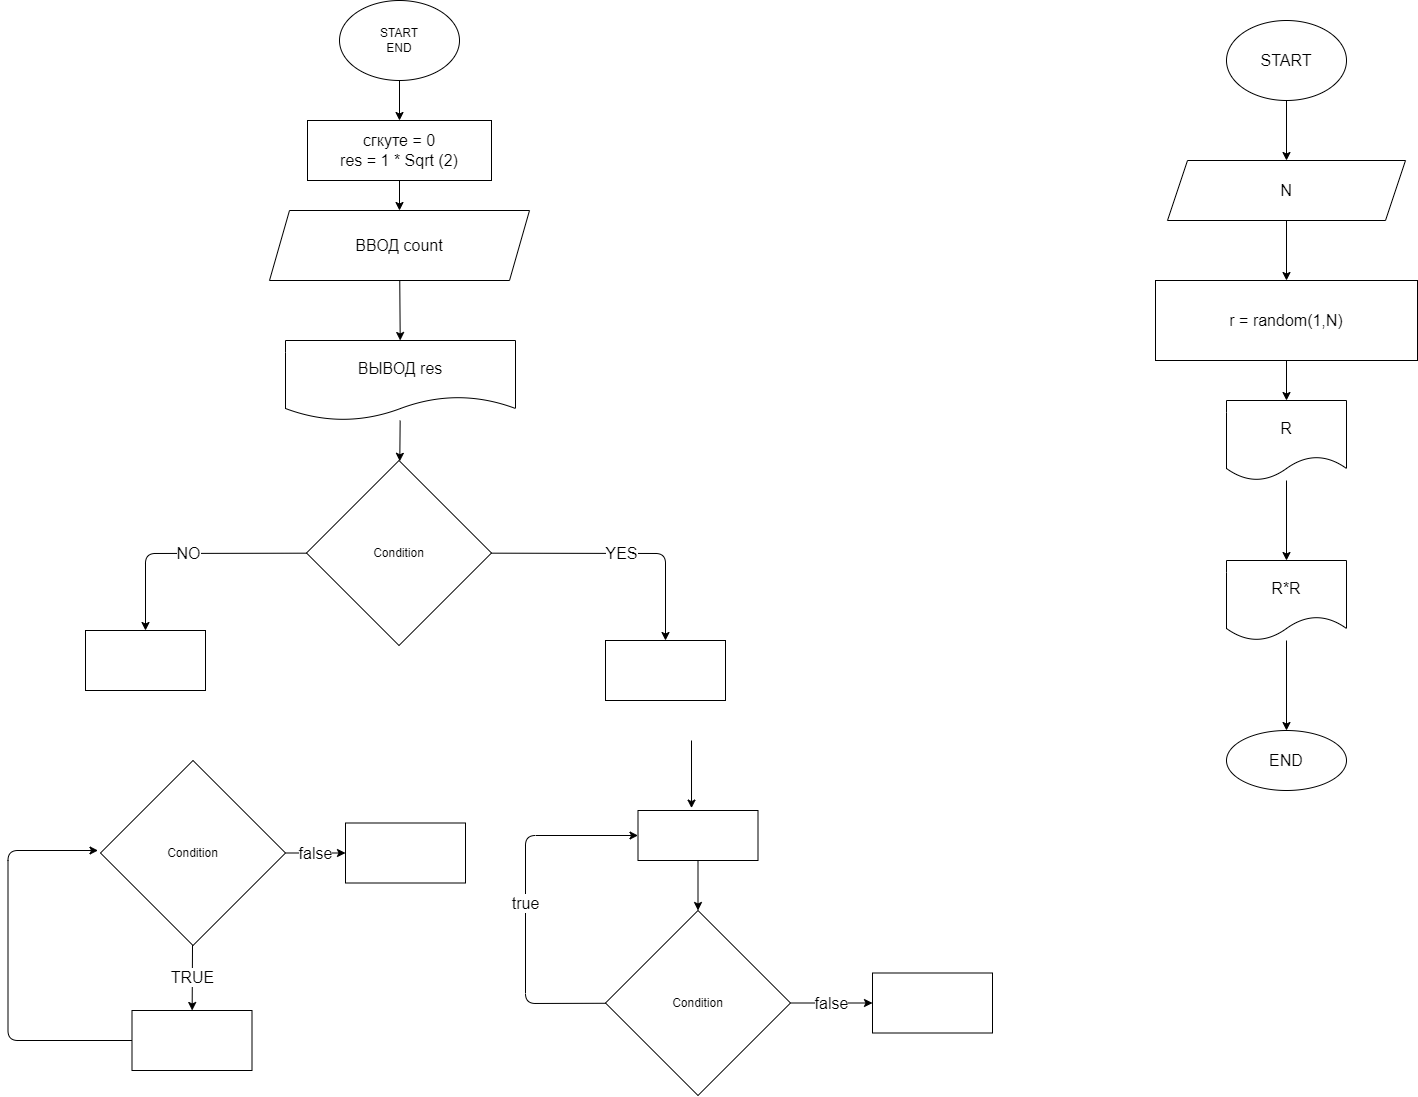 START
END
сгкуте = 0
res = 1 * Sqrt (2)
ВВОД count
ВЫВОД res
Condition
NO
YES
Condition
false
TRUE
true
Condition
false
START
N
r = random(1,N)
R
R*R
END